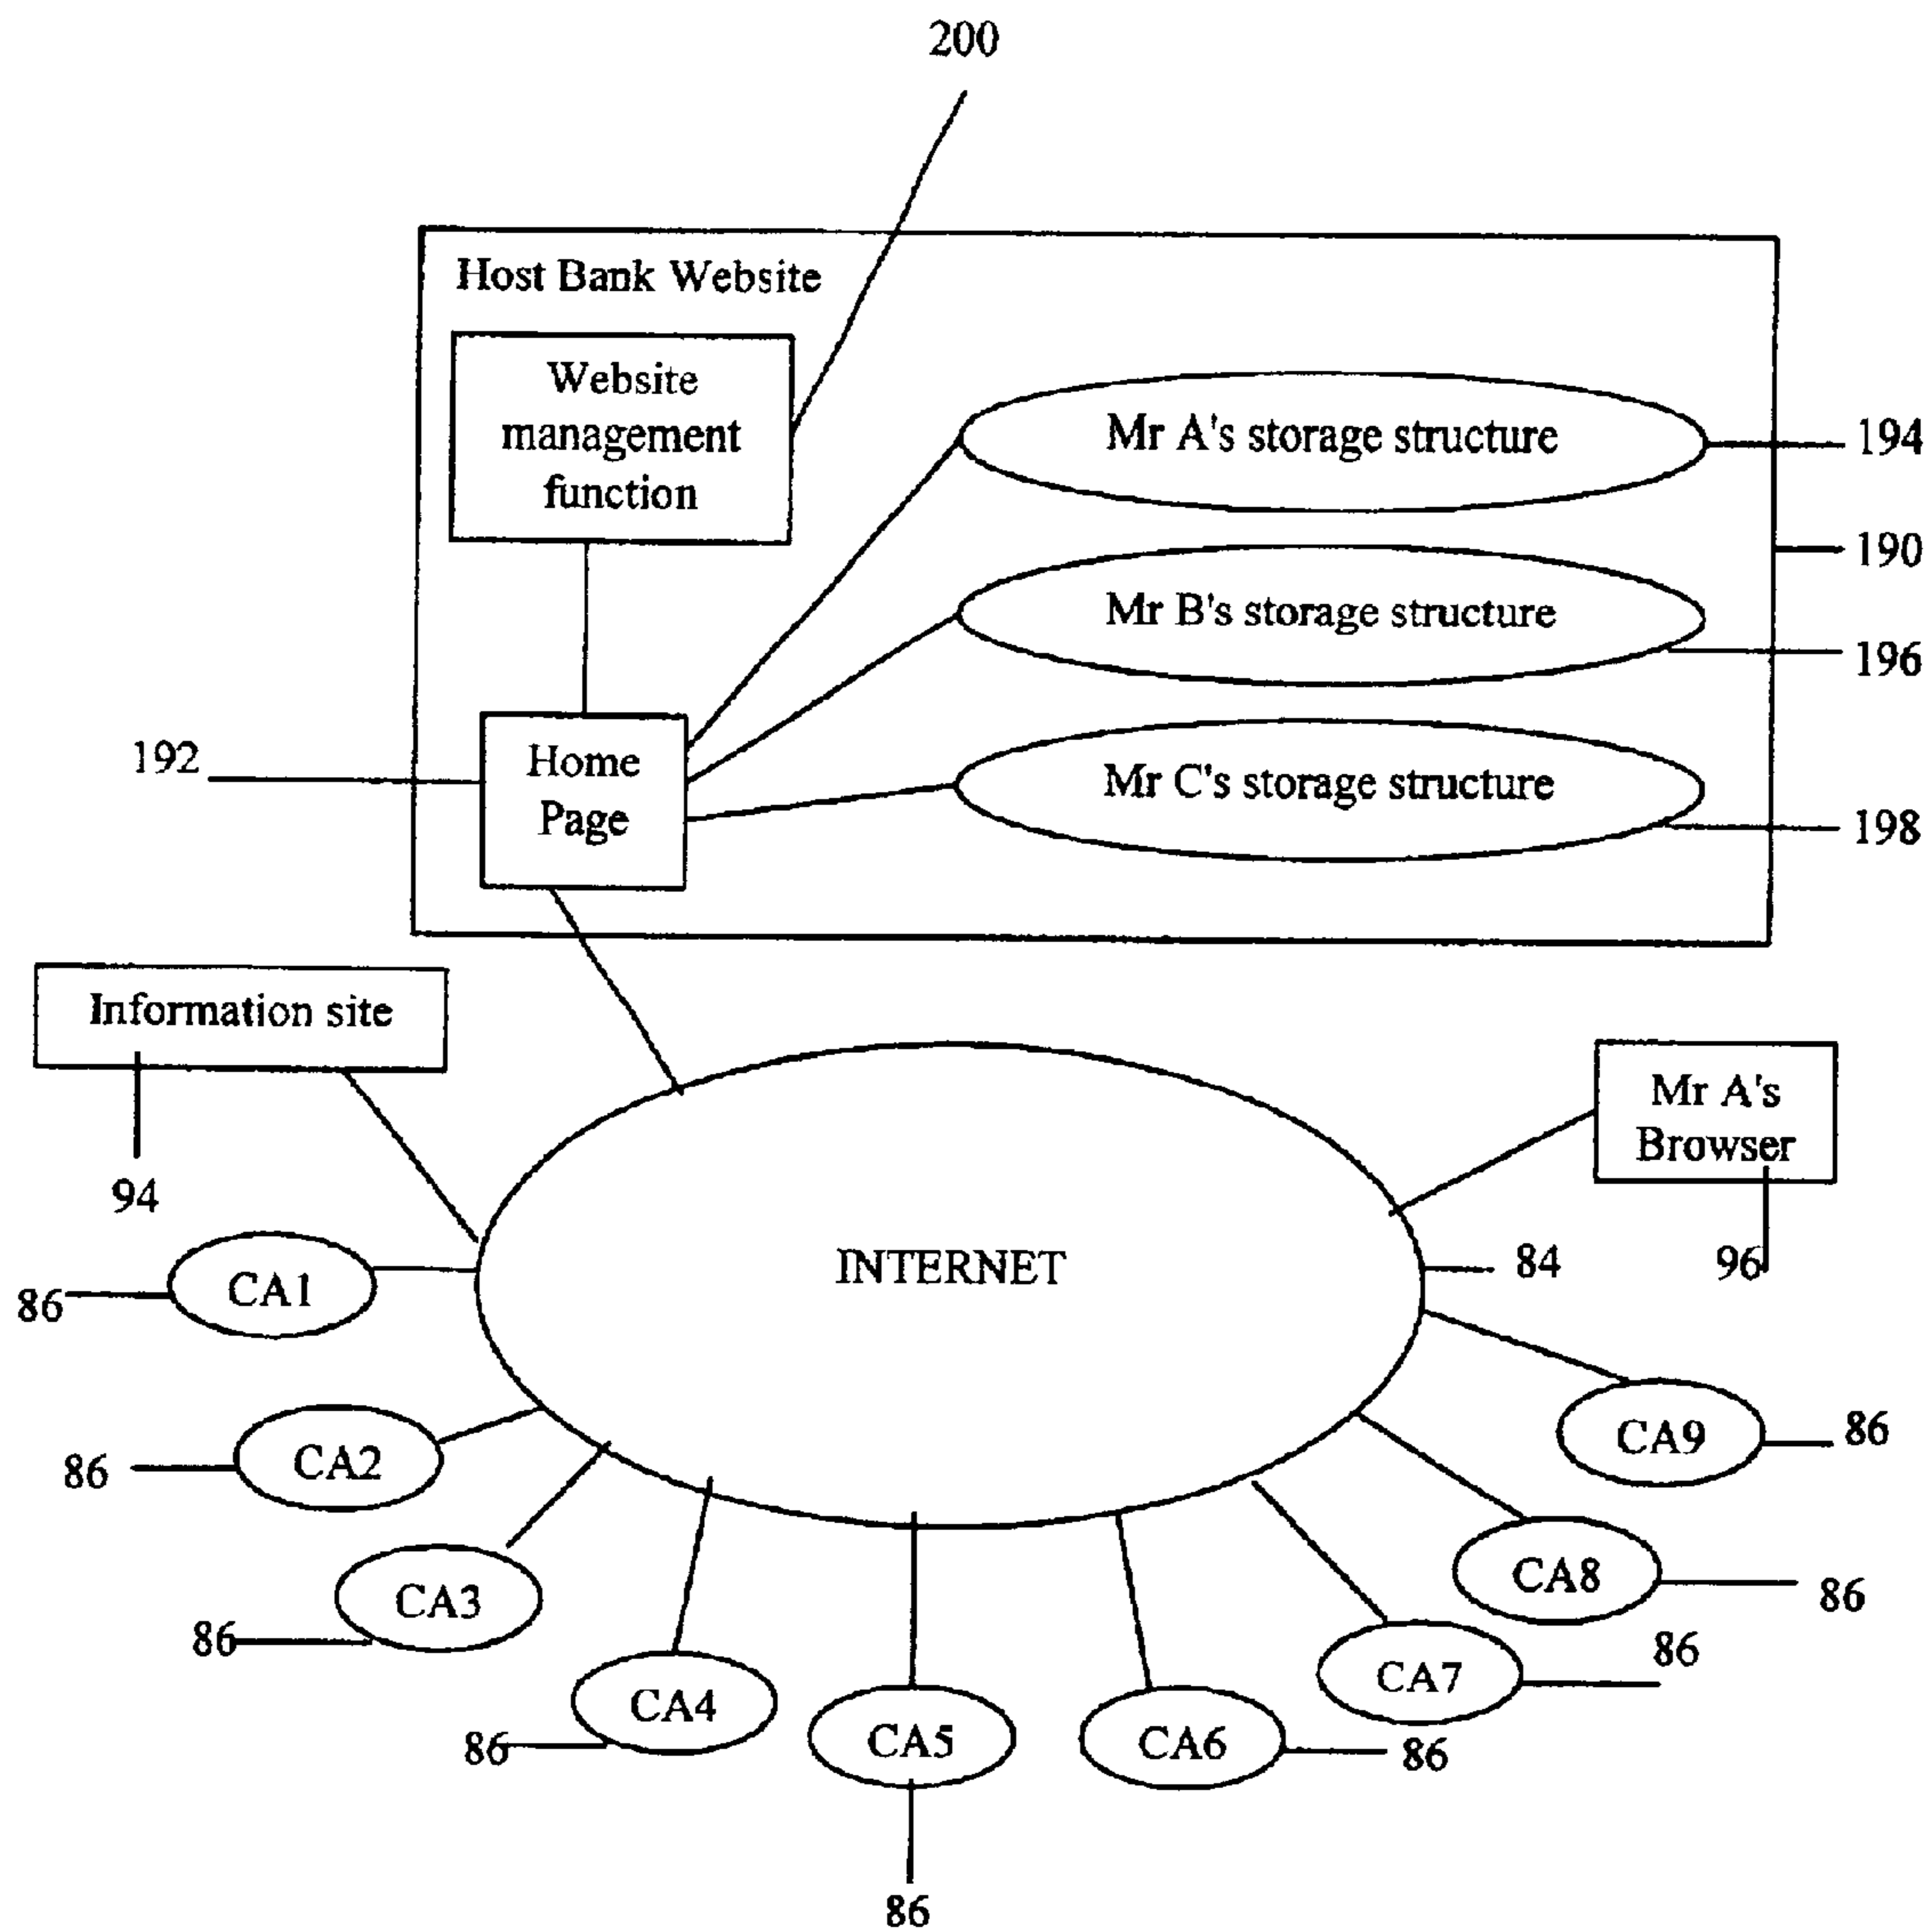 200
Host Bank Website
Website
management
function
Mr A's storage structure
194
190
Mr B's storage structure
196
192
Home
Page
Mr C's storage structure
198
Information site
94
Mr A's
Browser
96
INTERNET
84
CA1
86
CA2
86
CA3
86
CA4
86
CA5
86
CA6
86
CA7
86
CA8
86
CA9
86